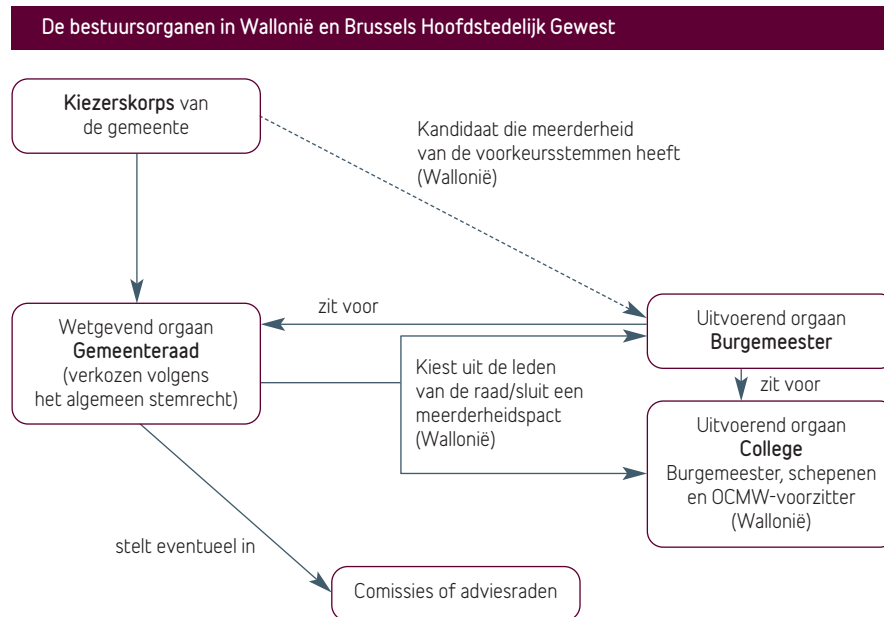 De bestuursorganen in Wallonië en Brussels Hoofdstedelijk Gewest
Kiezerskorps van
de gemeente
Kandidaat die meerderheid
van de voorkeursstemmen heeft
(Wallonië)
zit voor
Wetgevend orgaan
Gemeenteraad
(verkozen volgens
het algemeen stemrecht)
Uitvoerend orgaan
Burgemeester
Kiest uit de leden
van de raad/sluit een
meerderheidspact
(Wallonië)
zit voor
Uitvoerend orgaan
College
Burgemeester, schepenen
en OCMW-voorzitter
(Wallonië)
stelt eventueel in
Comissies of adviesraden